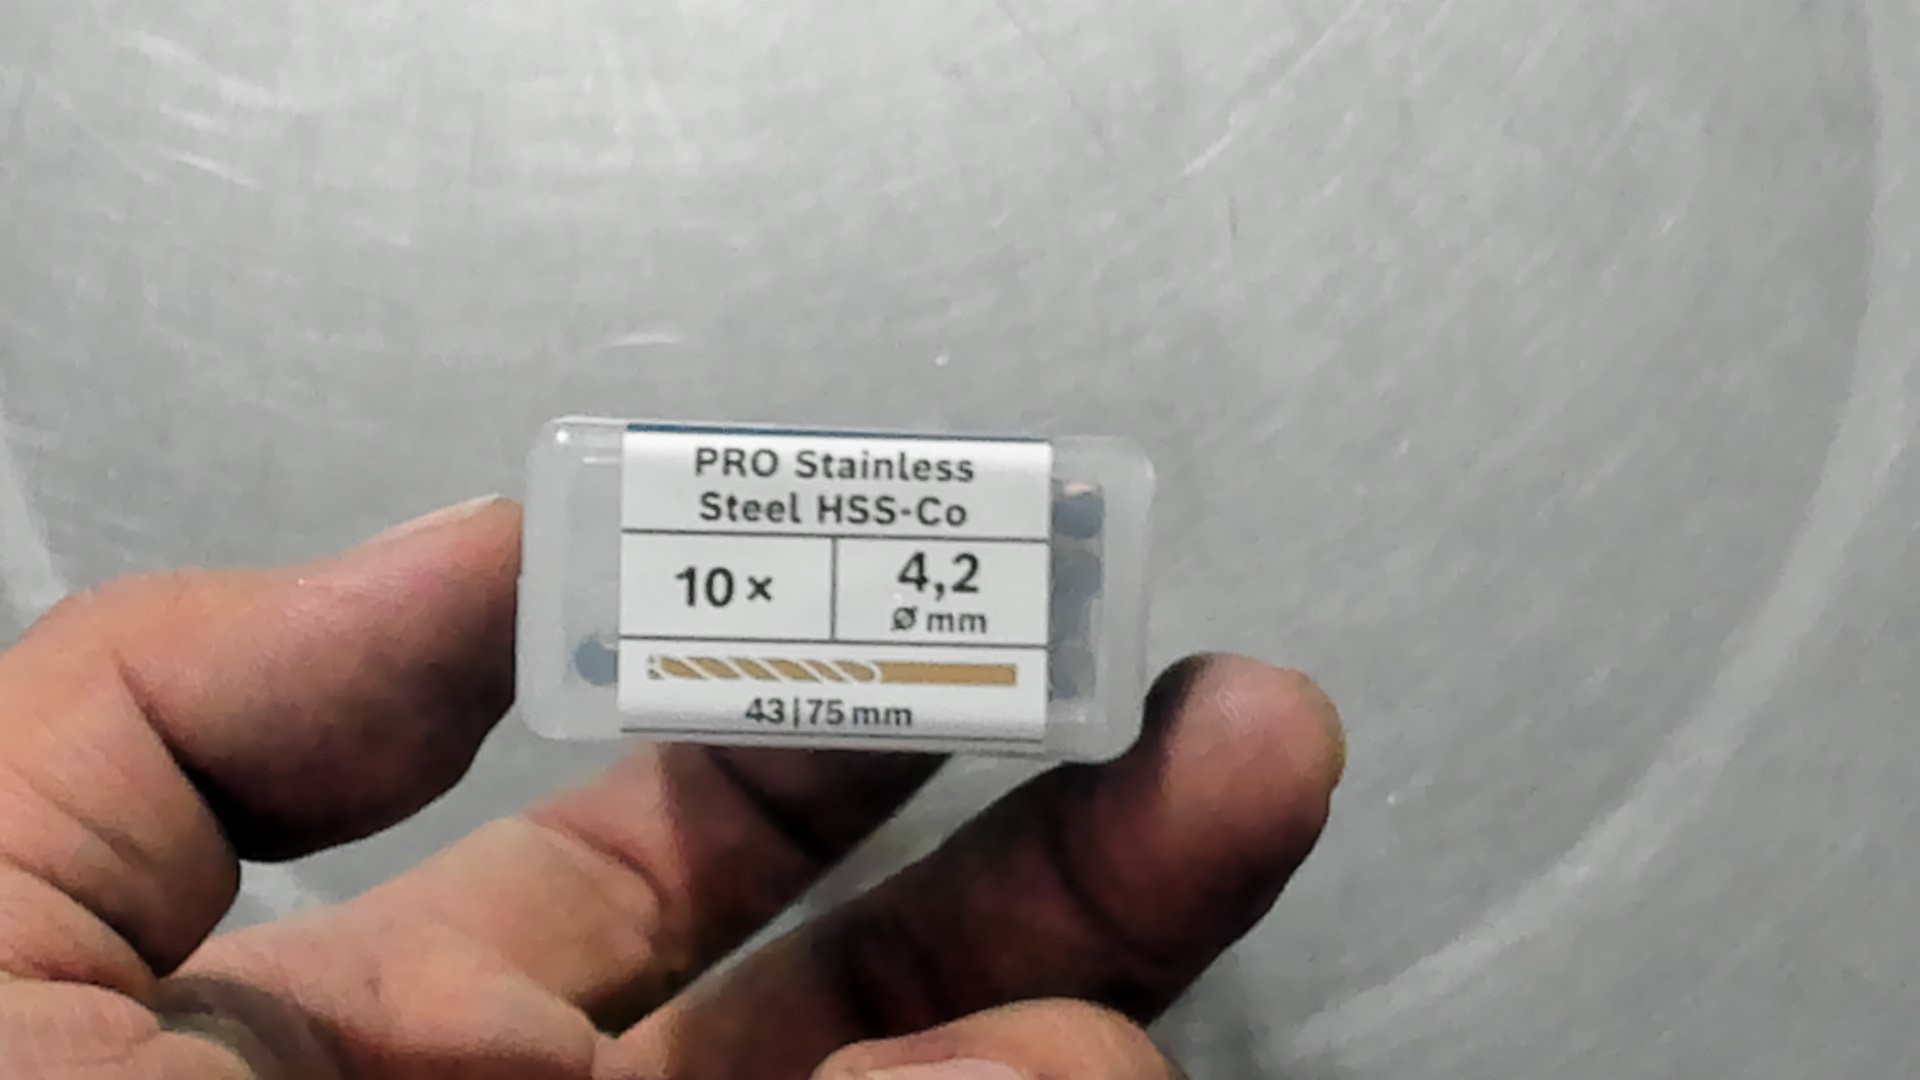 PRO Stainless
Steel HSS-Co
10 x
4,2
Ø mm
43|75 mm